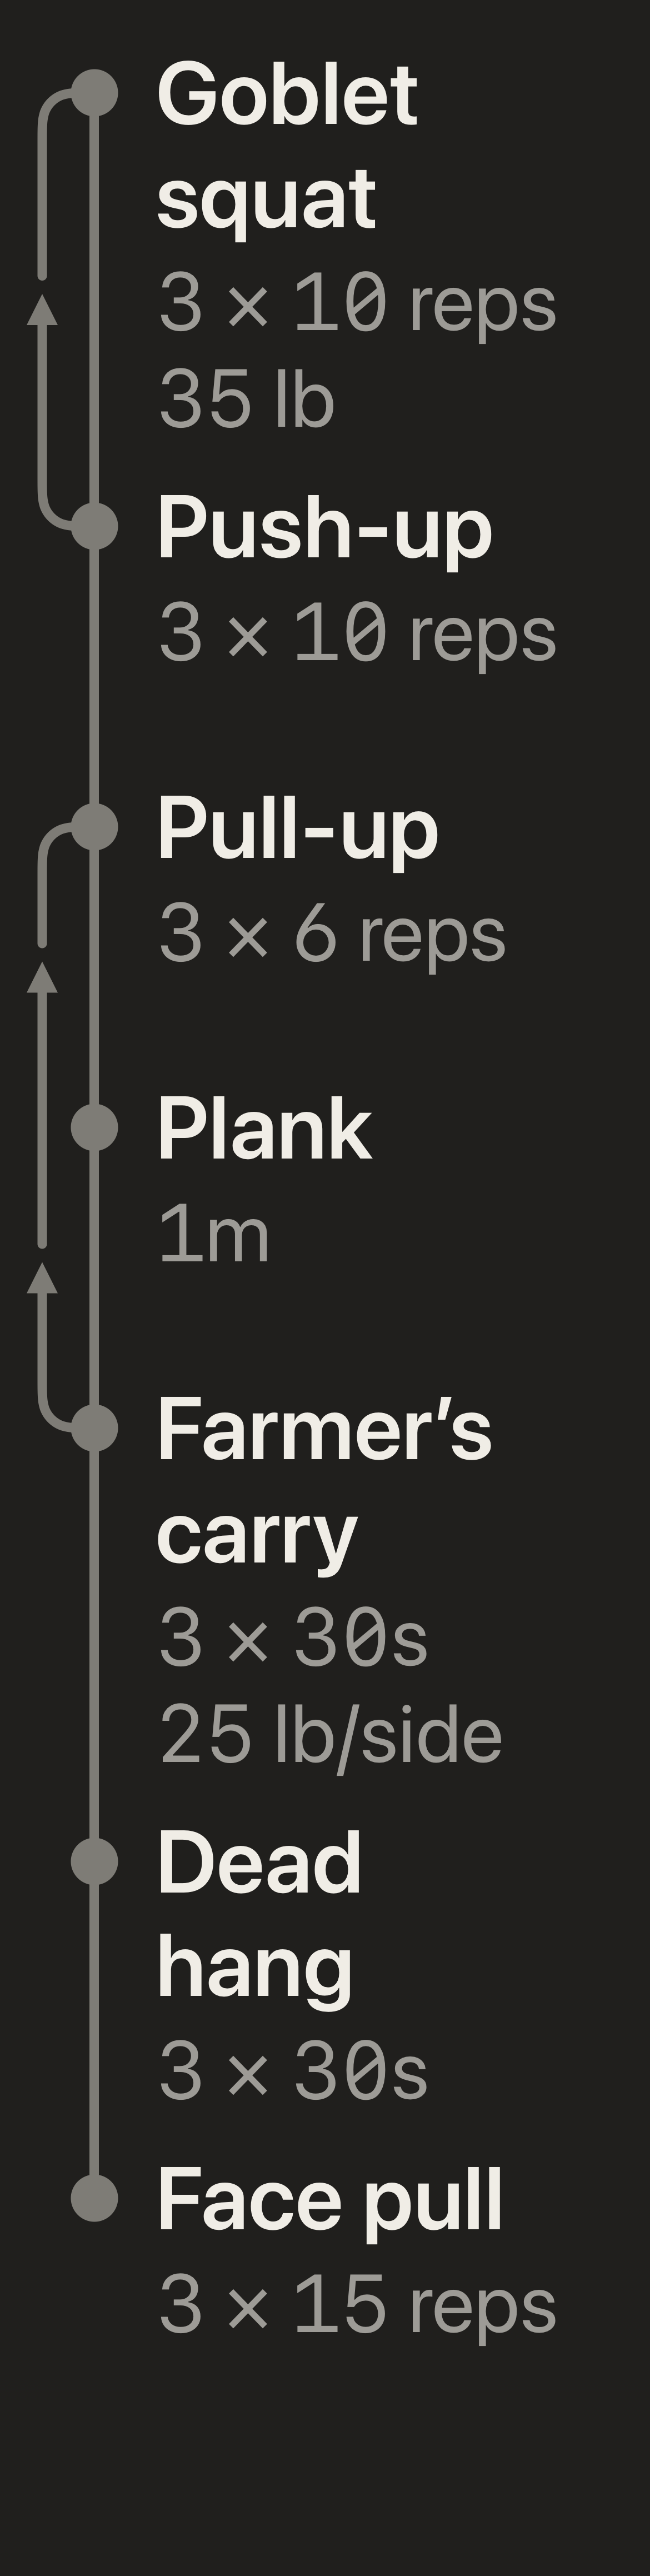 Goblet
squat
3 × 10 reps
35 lb
Push-up
3 × 10 reps
Pull-up
3 × 6 reps
Plank
1m
Farmer’s
carry
3 × 30s
25 lb/side
Dead
hang
3 × 30s
Face pull
3 × 15 reps